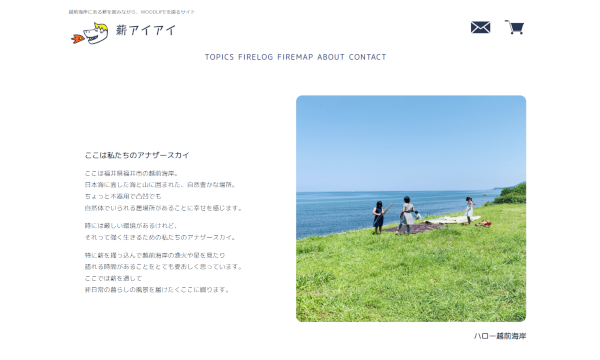 越前海岸にある薪を囲みながら、WOODLIFEを語るサイト
薪アイアイ
TOPICS FIRELOG FIREMAP ABOUT CONTACT
ここは私たちのアナザースカイ
ここは福井県福井市の越前海岸。
日本海に面した海と山に囲まれた、自然豊かな場所。
ちょっと不器用で凸凹でも
自然体でいられる居場所があることに幸せを感じます。
時には厳しい環境があるけれど、
それって強く生きるための私たちのアナザースカイ。
特に薪を積っ込んで越前海岸の漁火や星を見たり
語れる時間があることをとても愛おしく思っています。
ここでは薪を通して
非日常の暮らしの風景を届けたくここに綴ります。
ハロー越前海岸